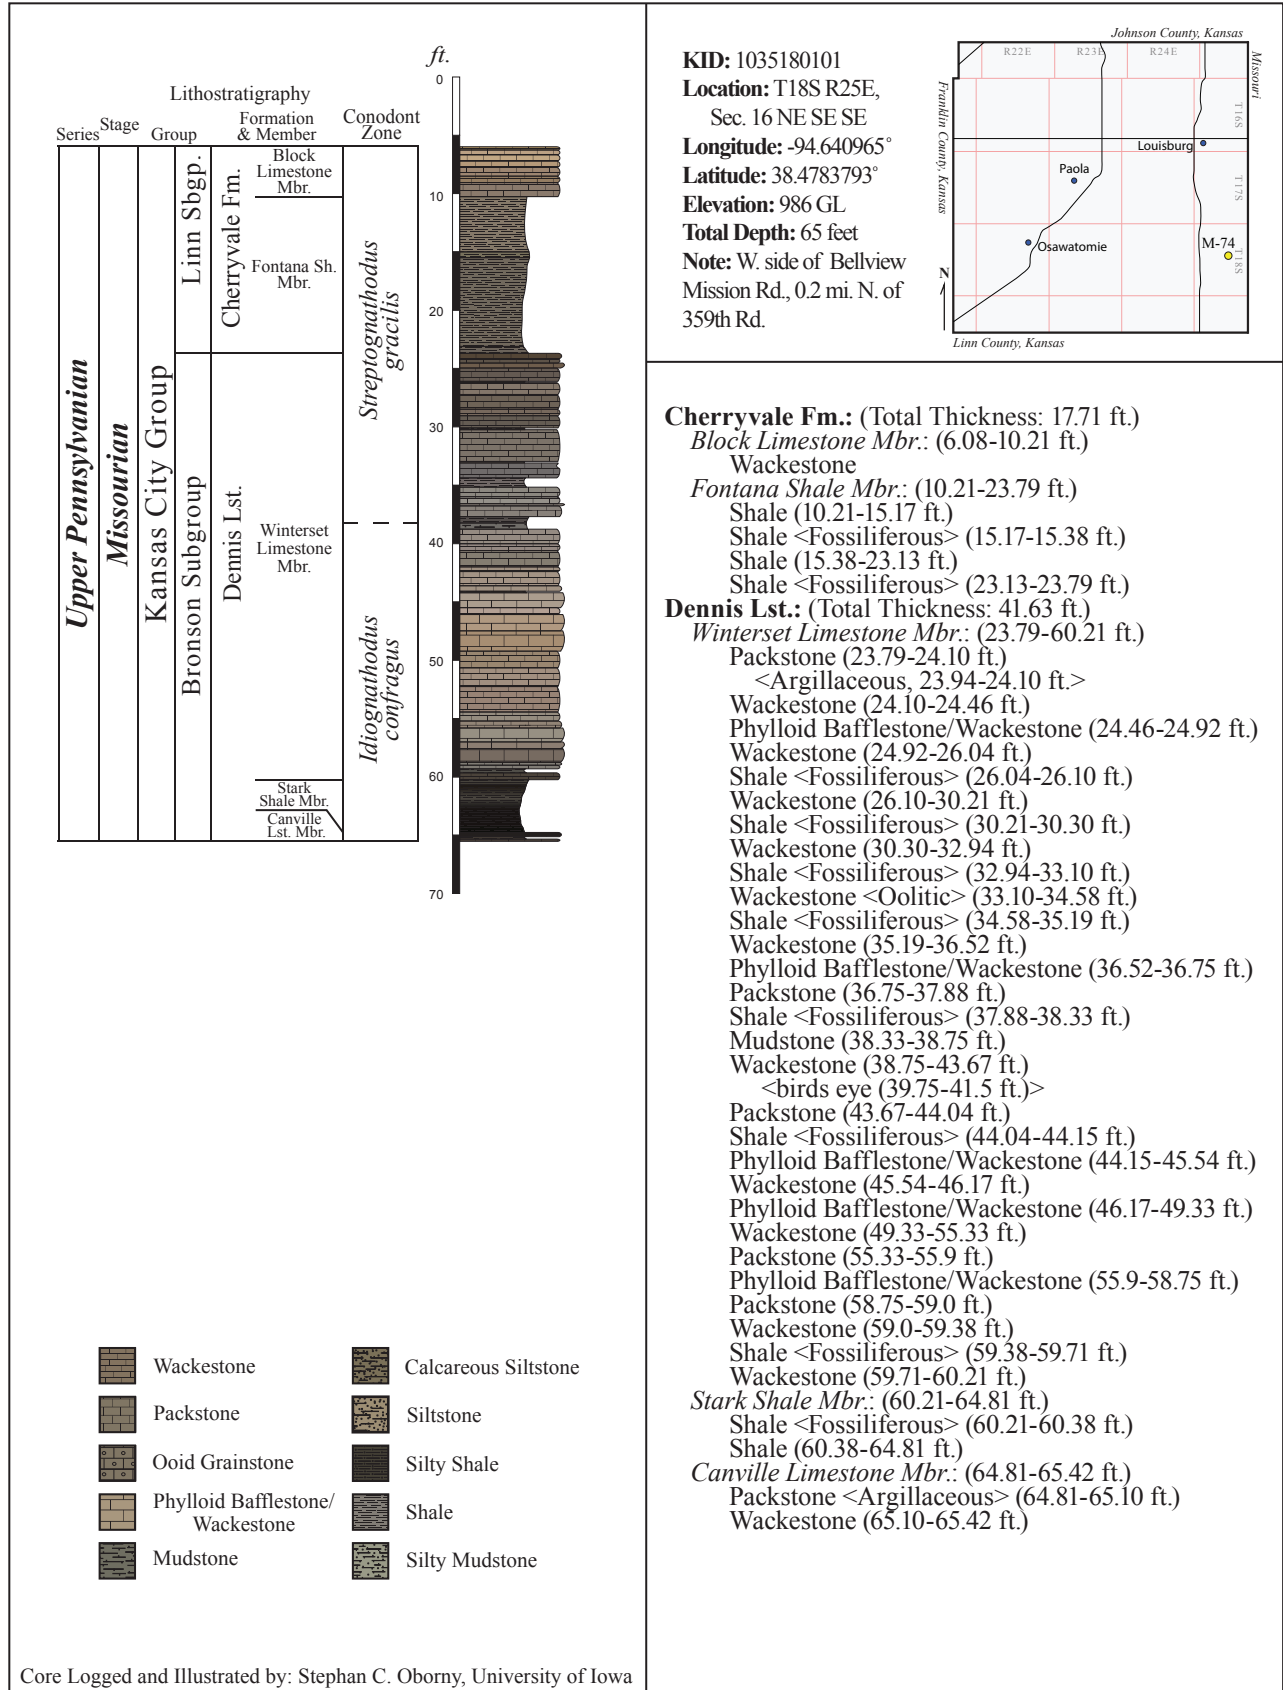 ft.
Lithostratigraphy
Series
Stage
Group
Formation
& Member
Conodont
Zone
Upper Pennsylvanian
Missourian
Kansas City Group
Linn Sbgp.
Bronson Subgroup
Cherryvale Fm.
Dennis Lst.
Block
Limestone
Mbr.
Fontana Sh.
Mbr.
Winterset
Limestone
Mbr.
Stark
Shale Mbr.
Canville
Lst. Mbr.
Streptognathodus
gracilis
Idiognathodus
confragus
0
10
20
30
40
50
60
70
Wackestone
Packstone
Ooid Grainstone
Phylloid Bafflestone/
Wackestone
Mudstone
Calcareous Siltstone
Siltstone
Silty Shale
Shale
Silty Mudstone
Core Logged and Illustrated by: Stephan C. Oborny, University of Iowa
KID: 1035180101
Location: T18S R25E,
Sec. 16 NE SE SE
Longitude: -94.640965°
Latitude: 38.4783793°
Elevation: 986 GL
Total Depth: 65 feet
Note: W. side of Bellview
Mission Rd., 0.2 mi. N. of
359th Rd.
Johnson County, Kansas
R22E
R23E
R24E
Missouri
Franklin County, Kansas
T16S
T17S
T18S
Louisburg
Paola
Osawatomie
M-74
N
Linn County, Kansas
Cherryvale Fm.: (Total Thickness: 17.71 ft.)
Block Limestone Mbr.: (6.08-10.21 ft.)
Wackestone
Fontana Shale Mbr.: (10.21-23.79 ft.)
Shale (10.21-15.17 ft.)
Shale <Fossiliferous> (15.17-15.38 ft.)
Shale (15.38-23.13 ft.)
Shale <Fossiliferous> (23.13-23.79 ft.)
Dennis Lst.: (Total Thickness: 41.63 ft.)
Winterset Limestone Mbr.: (23.79-60.21 ft.)
Packstone (23.79-24.10 ft.)
<Argillaceous, 23.94-24.10 ft.>
Wackestone (24.10-24.46 ft.)
Phylloid Bafflestone/Wackestone (24.46-24.92 ft.)
Wackestone (24.92-26.04 ft.)
Shale <Fossiliferous> (26.04-26.10 ft.)
Wackestone (26.10-30.21 ft.)
Shale <Fossiliferous> (30.21-30.30 ft.)
Wackestone (30.30-32.94 ft.)
Shale <Fossiliferous> (32.94-33.10 ft.)
Wackestone <Oolitic> (33.10-34.58 ft.)
Shale <Fossiliferous> (34.58-35.19 ft.)
Wackestone (35.19-36.52 ft.)
Phylloid Bafflestone/Wackestone (36.52-36.75 ft.)
Packstone (36.75-37.88 ft.)
Shale <Fossiliferous> (37.88-38.33 ft.)
Mudstone (38.33-38.75 ft.)
Wackestone (38.75-43.67 ft.)
<birds eye (39.75-41.5 ft.)>
Packstone (43.67-44.04 ft.)
Shale <Fossiliferous> (44.04-44.15 ft.)
Phylloid Bafflestone/Wackestone (44.15-45.54 ft.)
Wackestone (45.54-46.17 ft.)
Phylloid Bafflestone/Wackestone (46.17-49.33 ft.)
Wackestone (49.33-55.33 ft.)
Packstone (55.33-55.9 ft.)
Phylloid Bafflestone/Wackestone (55.9-58.75 ft.)
Packstone (58.75-59.0 ft.)
Wackestone (59.0-59.38 ft.)
Shale <Fossiliferous> (59.38-59.71 ft.)
Wackestone (59.71-60.21 ft.)
Stark Shale Mbr.: (60.21-64.81 ft.)
Shale <Fossiliferous> (60.21-60.38 ft.)
Shale (60.38-64.81 ft.)
Canville Limestone Mbr.: (64.81-65.42 ft.)
Packstone <Argillaceous> (64.81-65.10 ft.)
Wackestone (65.10-65.42 ft.)